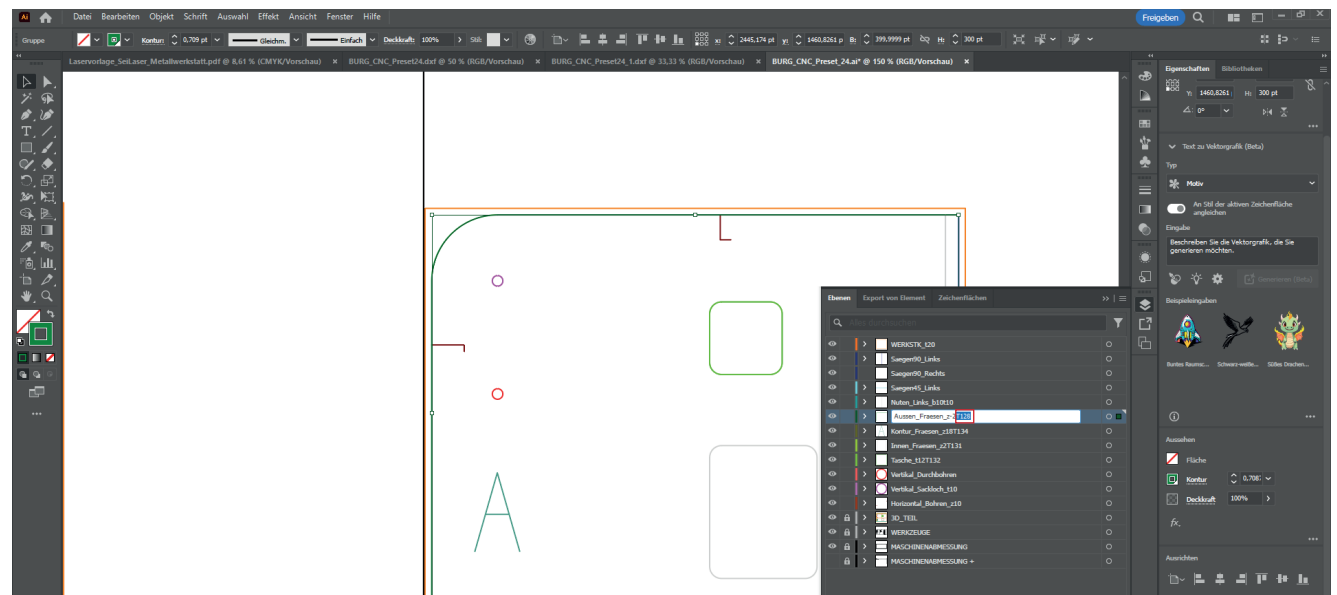 Ai Datei Bearbeiten Objekt Schrift Auswahl Effekt Ansicht Fenster Hilfe Freigeben
Gruppe Kontur: 0,709 pt Gleichm. Einfach Deckkraft: 100% Stil: X: 2445,174 pt Y: 1460,8261 p B: 399,9999 pt H: 300 pt
Laservorlage_SeiLaser_Metallwerkstatt.pdf @ 8,61 % (CMYK/Vorschau) × BURG_CNC_Preset24.dxf @ 50 % (RGB/Vorschau) × BURG_CNC_Preset24_1.dxf @ 33,33 % (RGB/Vorschau) × BURG_CNC_Preset_24.ai* @ 150 % (RGB/Vorschau) ×
Ebenen Export von Element Zeichenflächen
Alles durchsuchen
WERKSTK_t20
Saegen90_Links
Saegen90_Rechts
Saegen45_Links
Nuten_Links_b10t10
Aussen_Fraesen_z-2T128
Kontur_Fraesen_z18T134
Innen_Fraesen_z2T131
Tasche_t12T132
Vertikal_Durchbohren
Vertikal_Sackloch_t10
Horizontal_Bohren_z10
3D_TEIL
WERKZEUGE
MASCHINENABMESSUNG
MASCHINENABMESSUNG +
Eigenschaften Bibliotheken
Y: 1460,8261 H: 300 pt
0°
Text zu Vektorgrafik (Beta)
Typ
Motiv
An Stil der aktiven Zeichenfläche
angleichen
Eingabe
Beschreiben Sie die Vektorgrafik, die Sie
generieren möchten.
Generieren (Beta)
Beispieleingaben
Buntes Raumsc... Schwarz-weiße... Süßes Drachen...
Aussehen
Fläche
Kontur 0,708
Deckkraft 100%
fx.
Ausrichten
A